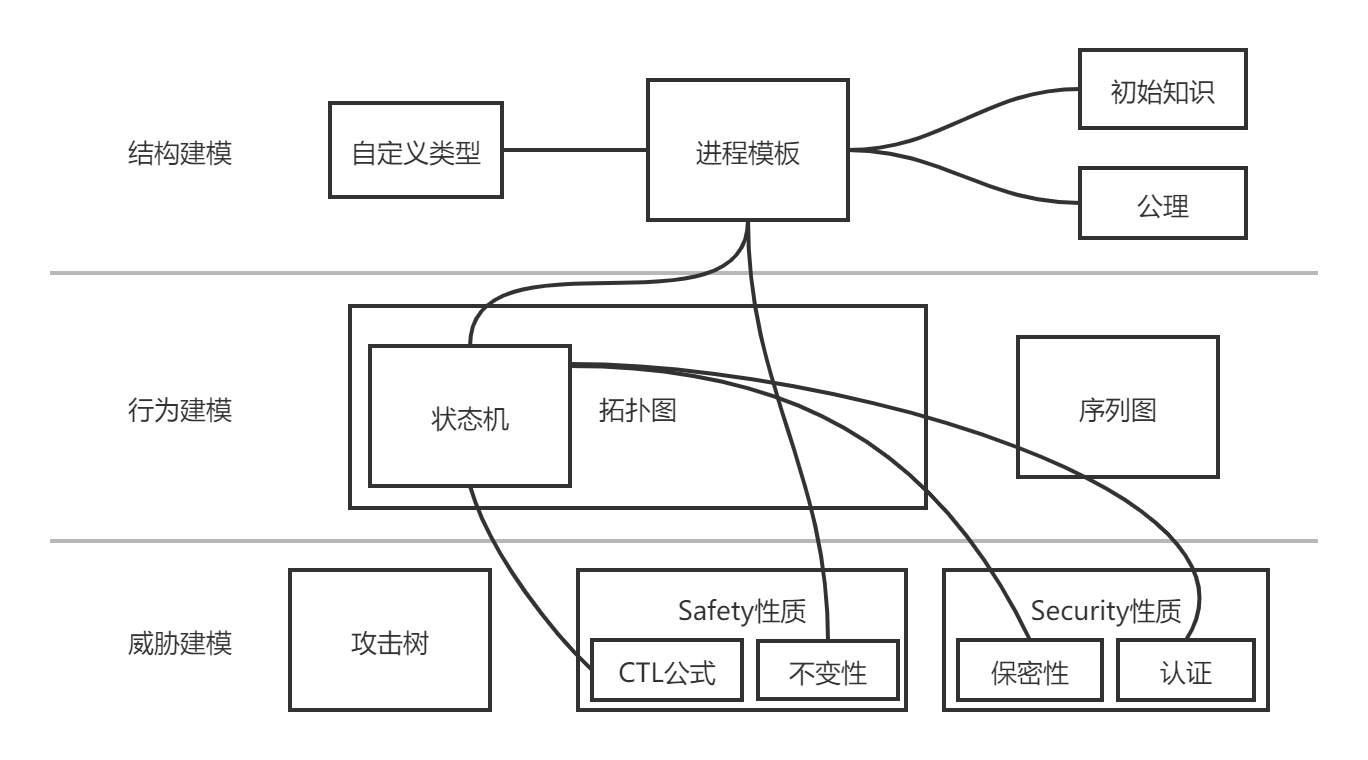 初始知识
结构建模
自定义类型
进程模板
公理
行为建模
状态机
拓扑图
序列图
威胁建模
攻击树
Safety性质
CTL公式
不变性
Security性质
保密性
认证